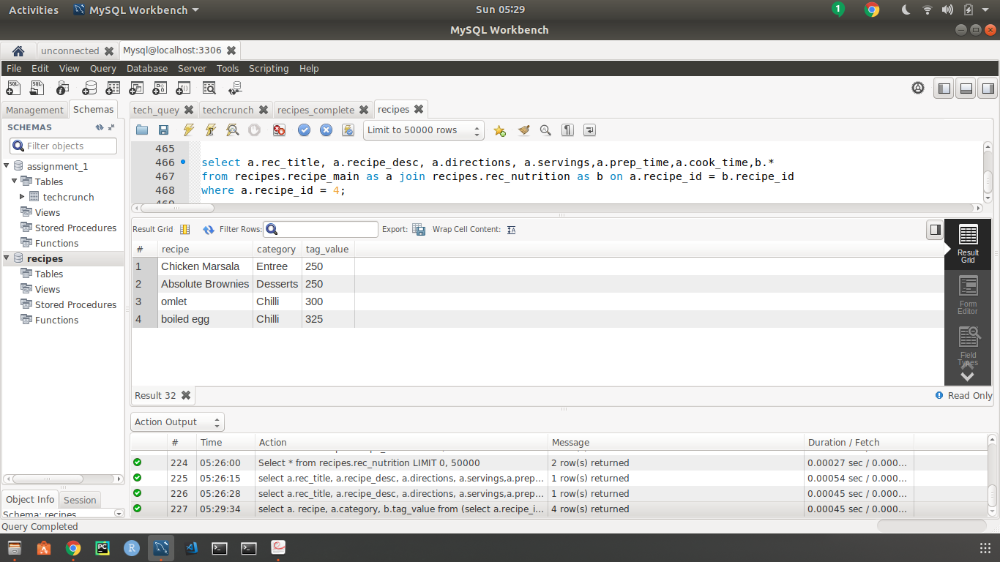 Activities MySQL Workbench Sun 05:29 1
MySQL Workbench
unconnected Mysql@localhost:3306
File Edit View Query Database Server Tools Scripting Help
Management Schemas
tech_quey techcrunch recipes_complete recipes
SCHEMAS
Limit to 50000 rows
Filter objects
assignment_1
Tables
techcrunch
Views
Stored Procedures
Functions
recipes
Tables
Views
Stored Procedures
Functions
465
466 select a.rec_title, a.recipe_desc, a.directions, a.servings,a.prep_time,a.cook_time,b.*
467 from recipes.recipe_main as a join recipes.rec_nutrition as b on a.recipe_id = b.recipe_id
468 where a.recipe_id = 4;
469
Result Grid Filter Rows: Export: Wrap Cell Content:
# recipe category tag_value
1 Chicken Marsala Entree 250
2 Absolute Brownies Desserts 250
3 omlet Chilli 300
4 boiled egg Chilli 325
Result
Grid
Form
Editor
Field
Types
Result 32 Read Only
Action Output
# Time Action Message Duration / Fetch
224 05:26:00 Select * from recipes.rec_nutrition LIMIT 0, 50000 2 row(s) returned 0.00027 sec / 0.000...
225 05:26:15 select a.rec_title, a.recipe_desc, a.directions, a.servings,a.prep... 1 row(s) returned 0.00054 sec / 0.000...
226 05:26:28 select a.rec_title, a.recipe_desc, a.directions, a.servings,a.prep... 1 row(s) returned 0.00045 sec / 0.000...
227 05:29:34 select a. recipe, a.category, b.tag_value from (select a.recipe_i... 4 row(s) returned 0.00045 sec / 0.000...
Object Info Session
Schema: recipes
Query Completed